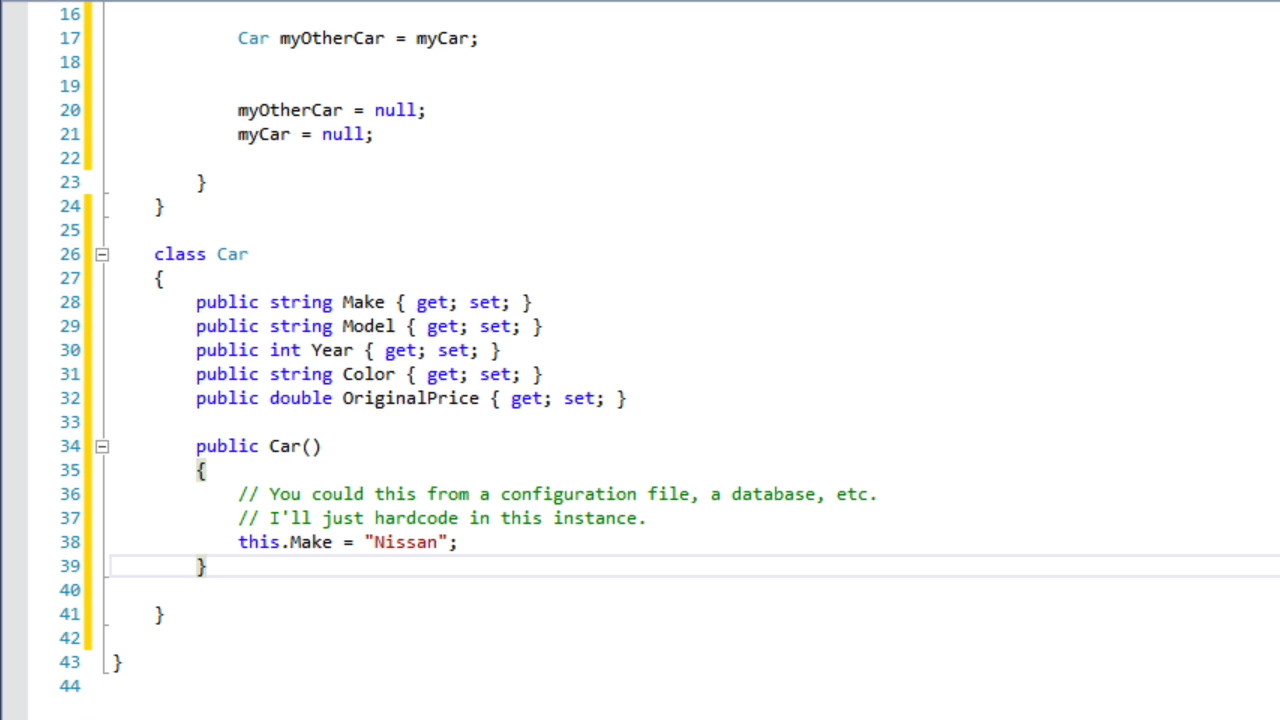 16
17 Car myOtherCar = myCar;
18
19
20 myOtherCar = null;
21 myCar = null;
22
23 }
24 }
25
26 class Car
27 {
28 public string Make { get; set; }
29 public string Model { get; set; }
30 public int Year { get; set; }
31 public string Color { get; set; }
32 public double OriginalPrice { get; set; }
33
34 public Car()
35 {
36 // You could this from a configuration file, a database, etc.
37 // I'll just hardcode in this instance.
38 this.Make = "Nissan";
39 }
40
41 }
42
43 }
44